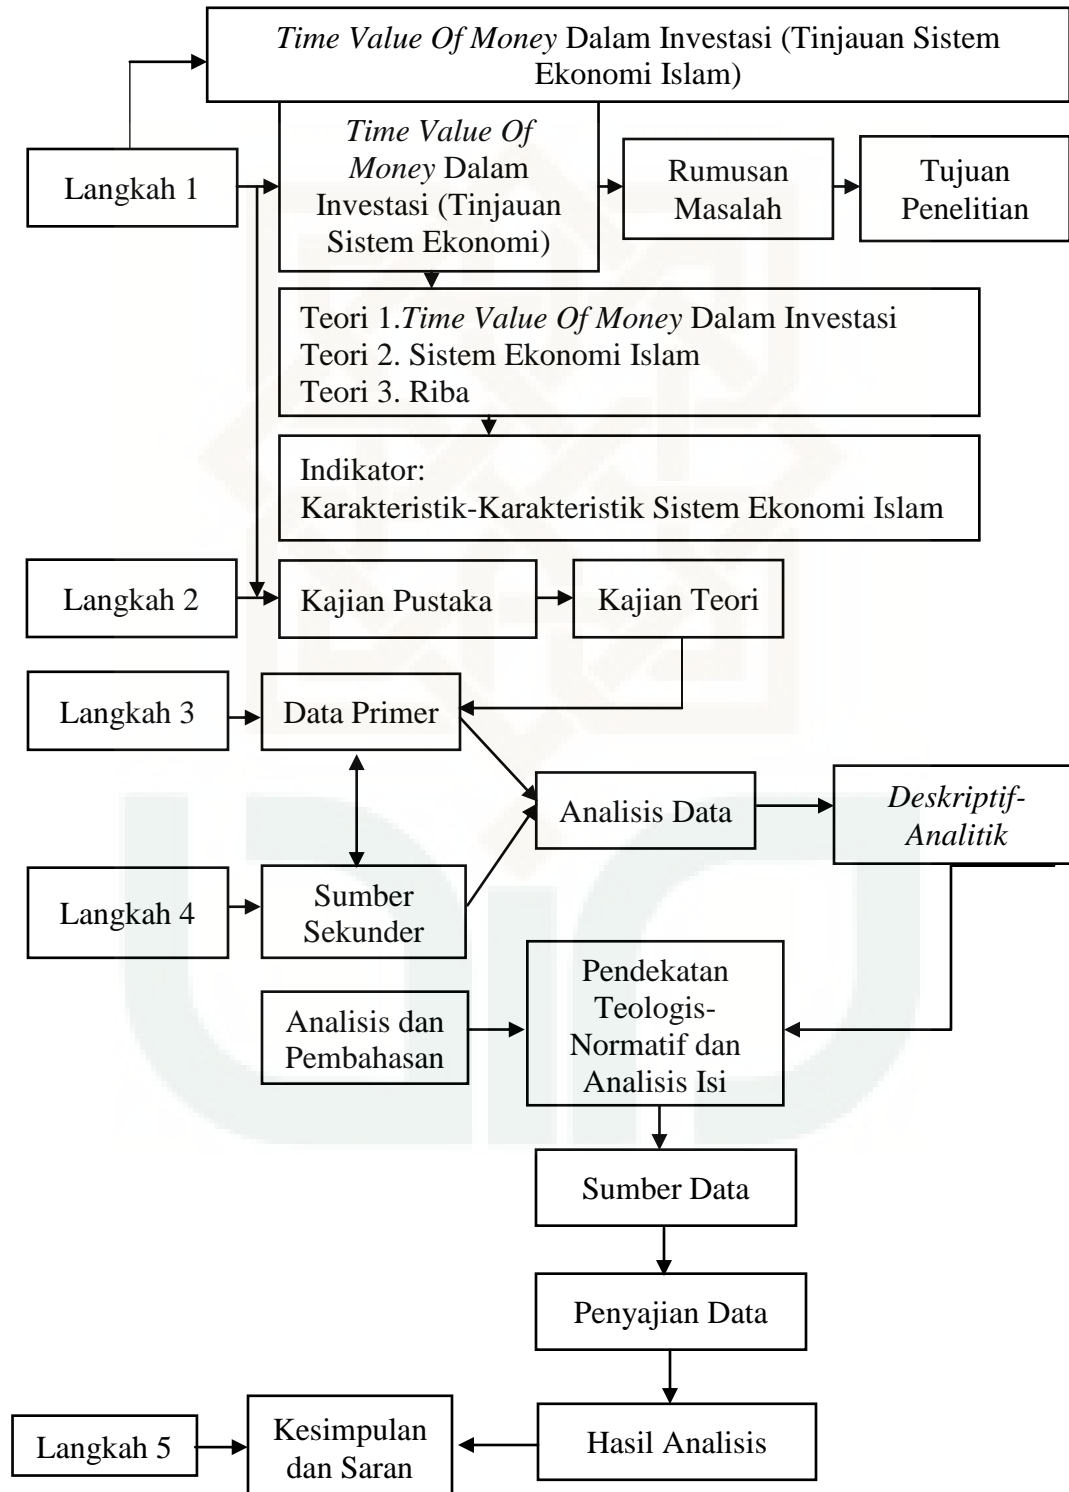 Time Value Of Money Dalam Investasi (Tinjauan Sistem
Ekonomi Islam)
Langkah 1
Time Value Of
Money Dalam
Investasi (Tinjauan
Sistem Ekonomi)
Rumusan
Masalah
Tujuan
Penelitian
Teori 1.Time Value Of Money Dalam Investasi
Teori 2. Sistem Ekonomi Islam
Teori 3. Riba
Indikator:
Karakteristik-Karakteristik Sistem Ekonomi Islam
Langkah 2
Kajian Pustaka
Kajian Teori
Langkah 3
Data Primer
Analisis Data
Deskriptif-
Analitik
Langkah 4
Sumber
Sekunder
Analisis dan
Pembahasan
Pendekatan
Teologis-
Normatif dan
Analisis Isi
Sumber Data
Penyajian Data
Langkah 5
Kesimpulan
dan Saran
Hasil Analisis